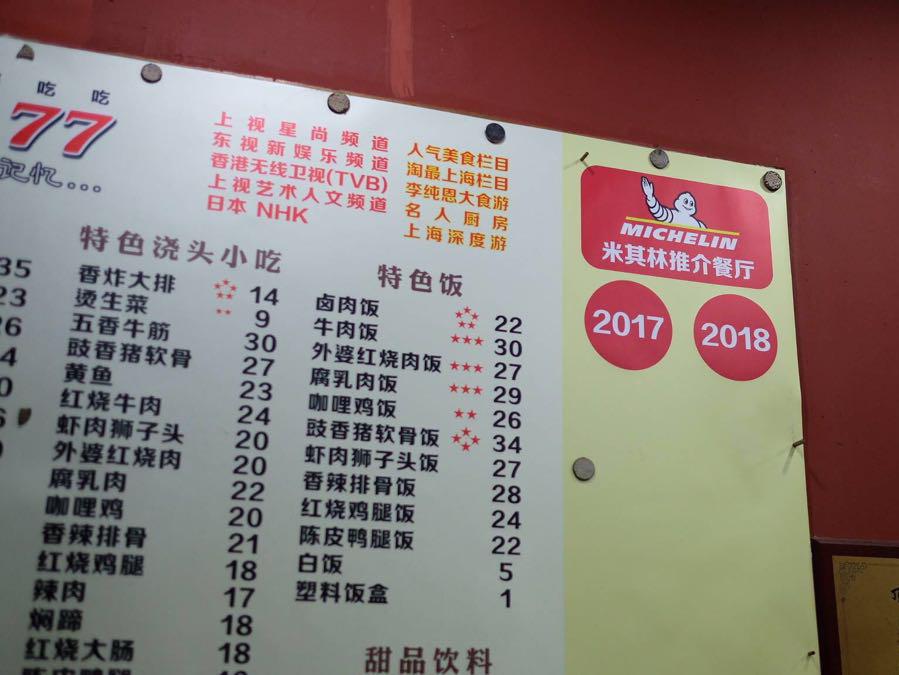 吃吃
77
记忆...
上视星尚频道 人气美食栏目
东视新娱乐频道 淘最上海栏目
香港无线卫视(TVB) 李纯恩大食游
上视艺术人文频道 名人厨房
日本 NHK 上海深度游
MICHELIN
米其林推介餐厅
2017 2018
35
23
26
特色浇头小吃
香炸大排 14
烫生菜 9
五香牛筋 30
豉香猪软骨 27
黄鱼 23
红烧牛肉 24
虾肉狮子头 20
外婆红烧肉 20
腐乳肉 22
咖哩鸡 20
香辣排骨 21
红烧鸡腿 18
辣肉 17
焖蹄 18
红烧大肠 18
陈皮鸭腿
特色饭
卤肉饭 22
牛肉饭 30
外婆红烧肉饭 27
腐乳肉饭 29
咖哩鸡饭 26
豉香猪软骨饭 34
虾肉狮子头饭 27
香辣排骨饭 28
红烧鸡腿饭 24
陈皮鸭腿饭 22
白饭 5
塑料饭盒 1
甜品饮料